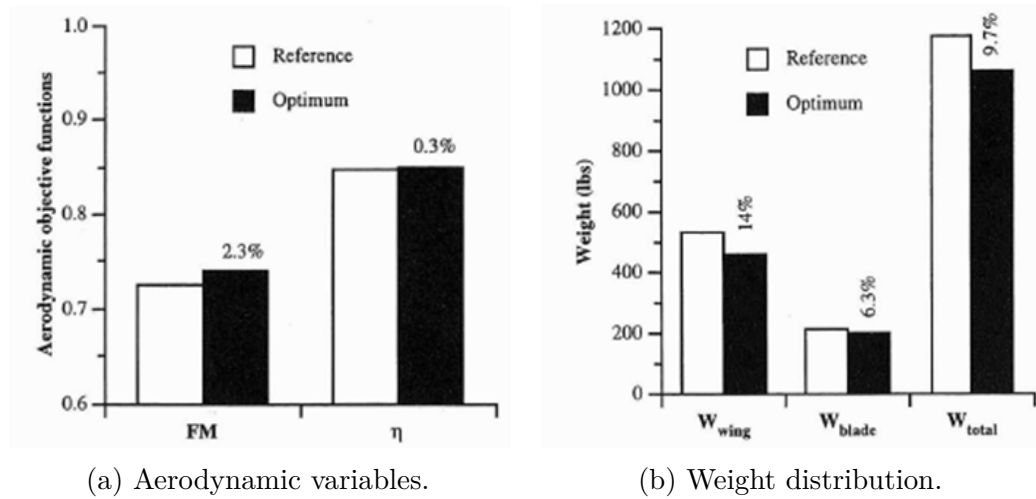 1.0
0.9
0.8
0.7
0.6
Aerodynamic objective functions
Reference
Optimum
2.3%
0.3%
FM
η
1200
1000
800
600
400
200
0
Weight (lbs)
Reference
Optimum
14%
6.3%
9.7%
W_wing
W_blade
W_total
(a) Aerodynamic variables.
(b) Weight distribution.